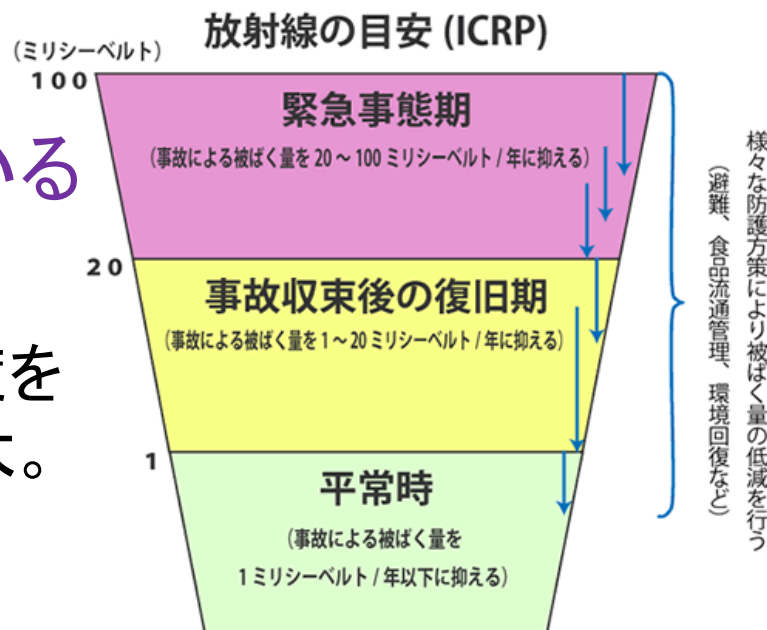 放射線の目安 (ICRP)
(ミリシーベルト)
100
緊急事態期
(事故による被ばく量を 20 ~ 100 ミリシーベルト / 年に抑える)
いる
20
事故収束後の復旧期
(事故による被ばく量を 1 ~ 20 ミリシーベルト / 年に抑える)
を
。
1
平常時
(事故による被ばく量を
1 ミリシーベルト / 年以下に抑える)
様々な防護方策により被ばく量の低減を行う
(避難、食品流通管理、環境回復など)